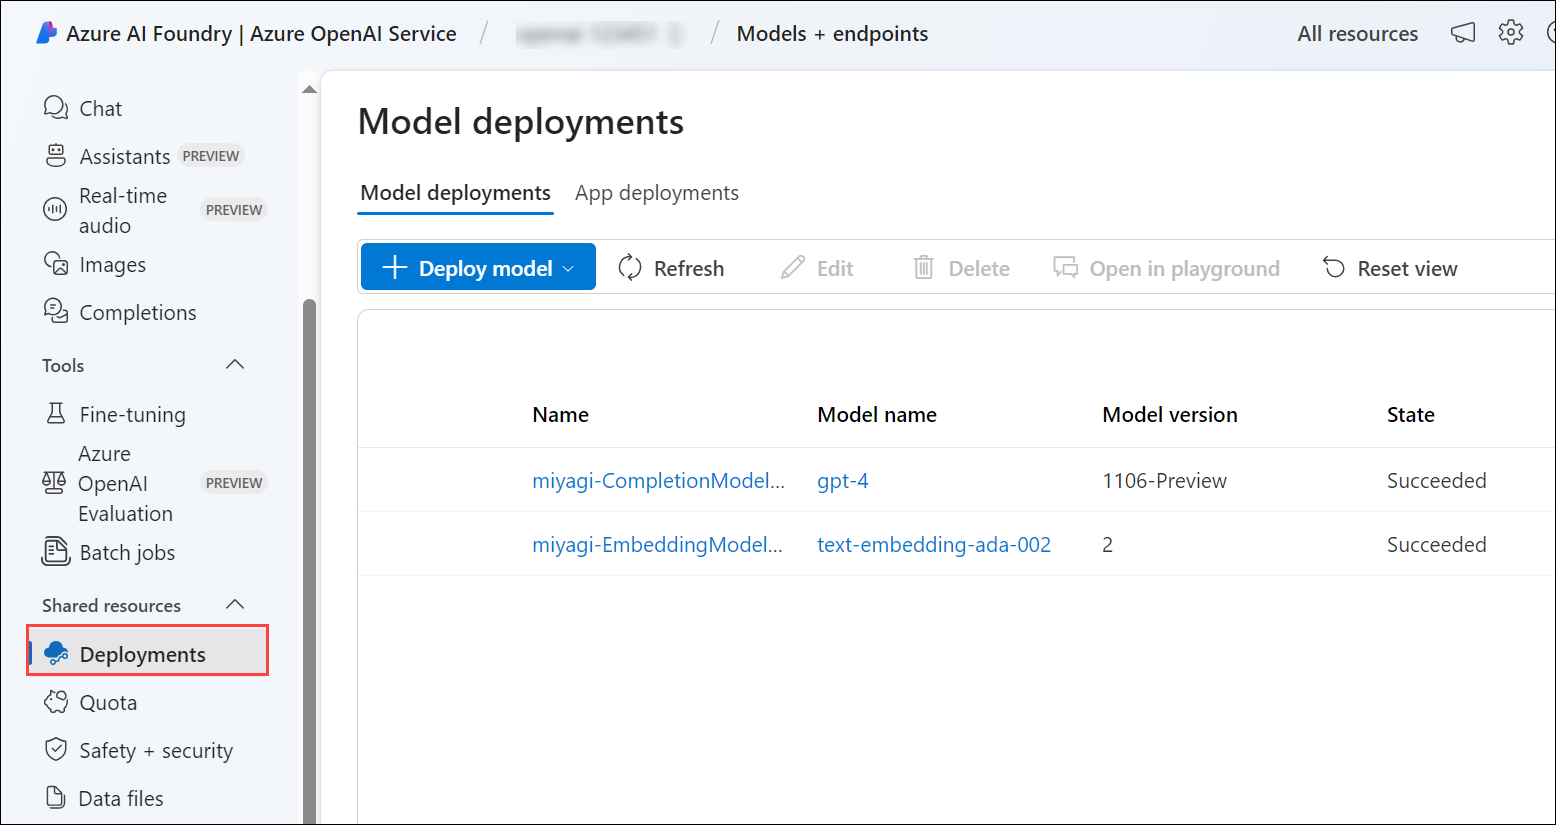 Azure AI Foundry | Azure OpenAI Service / / Models + endpoints All resources
Chat
Assistants PREVIEW
Real-time
audio PREVIEW
Images
Completions
Tools
Fine-tuning
Azure
OpenAI PREVIEW
Evaluation
Batch jobs
Shared resources
Deployments
Quota
Safety + security
Data files
Model deployments
Model deployments App deployments
Deploy model Refresh Edit Delete Open in playground Reset view
Name Model name Model version State
miyagi-CompletionModel... gpt-4 1106-Preview Succeeded
miyagi-EmbeddingModel... text-embedding-ada-002 2 Succeeded